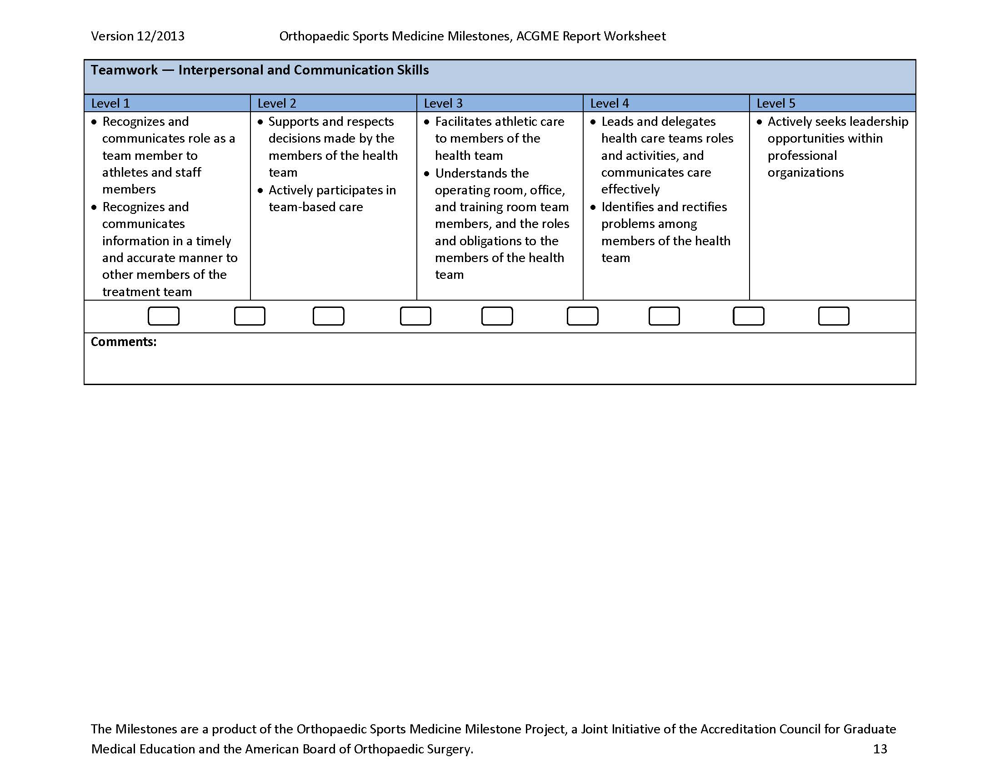 Version 12/2013 Orthopaedic Sports Medicine Milestones, ACGME Report Worksheet
Teamwork — Interpersonal and Communication Skills
Level 1
• Recognizes and
communicates role as a
team member to
athletes and staff
members
• Recognizes and
communicates
information in a timely
and accurate manner to
other members of the
treatment team
Level 2
• Supports and respects
decisions made by the
members of the health
team
• Actively participates in
team-based care
Level 3
• Facilitates athletic care
to members of the
health team
• Understands the
operating room, office,
and training room team
members, and the roles
and obligations to the
members of the health
team
Level 4
• Leads and delegates
health care teams roles
and activities, and
communicates care
effectively
• Identifies and rectifies
problems among
members of the health
team
Level 5
• Actively seeks leadership
opportunities within
professional
organizations
Comments:
The Milestones are a product of the Orthopaedic Sports Medicine Milestone Project, a Joint Initiative of the Accreditation Council for Graduate
Medical Education and the American Board of Orthopaedic Surgery. 13